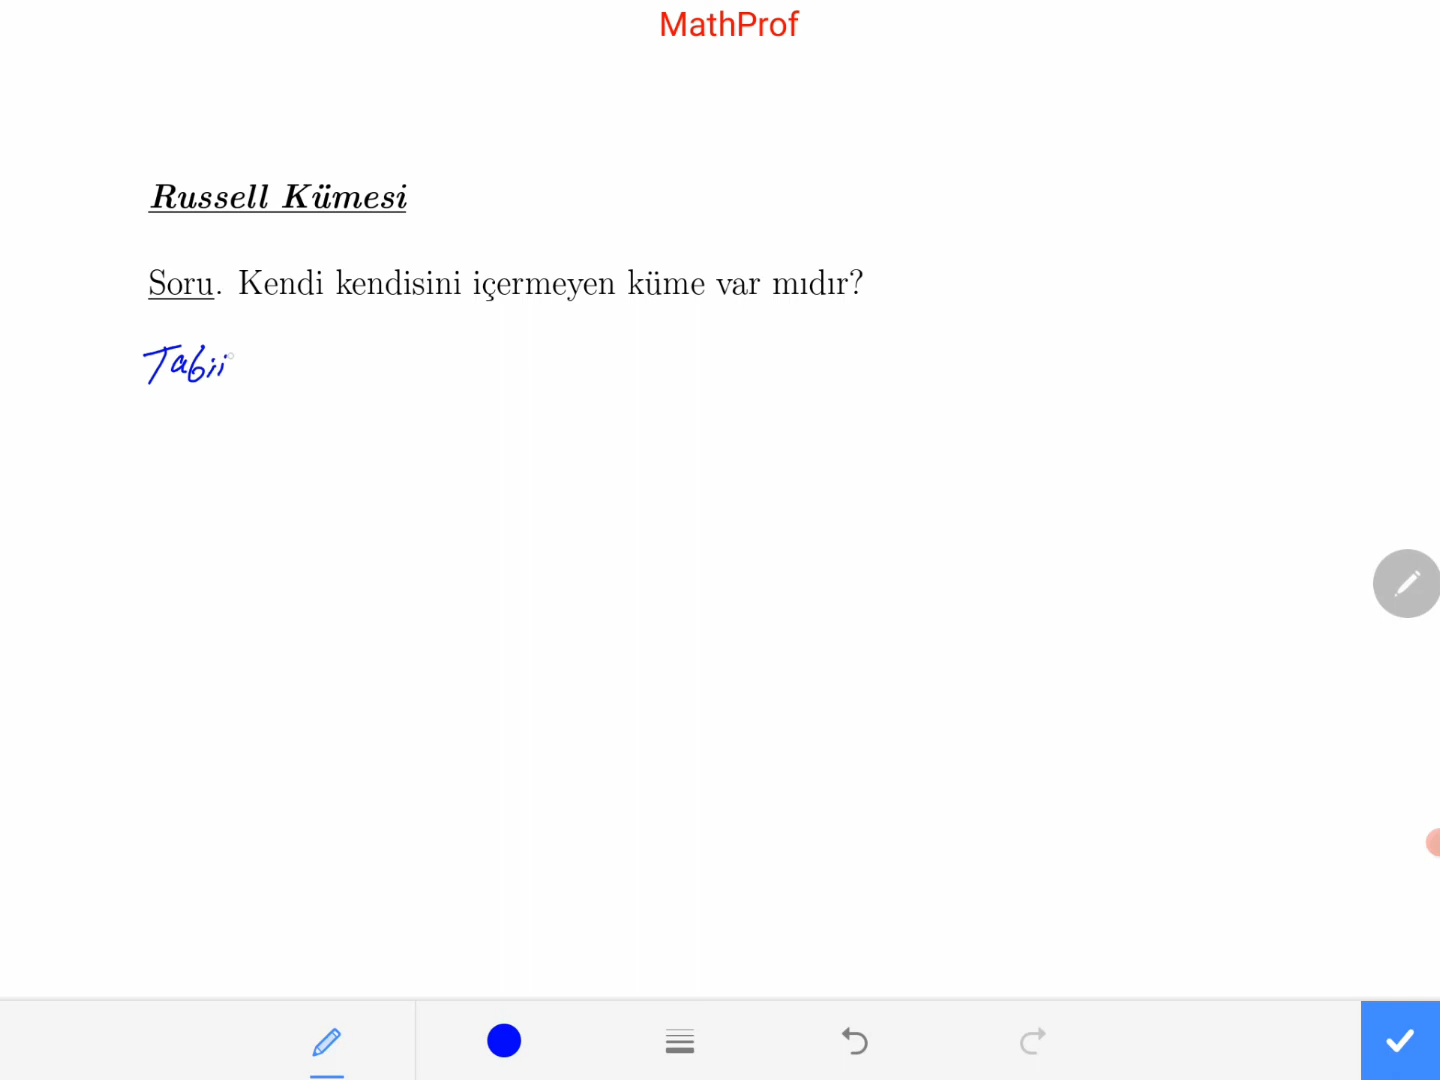 MathProf
Russell Kümesi
Soru. Kendi kendisini içermeyen küme var mıdır?
Tabii